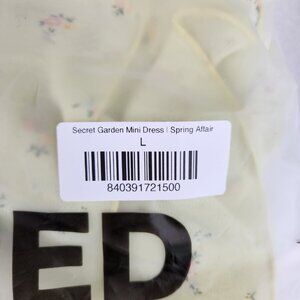 Secret Garden Mini Dress | Spring Affair
L
840391721500
ED